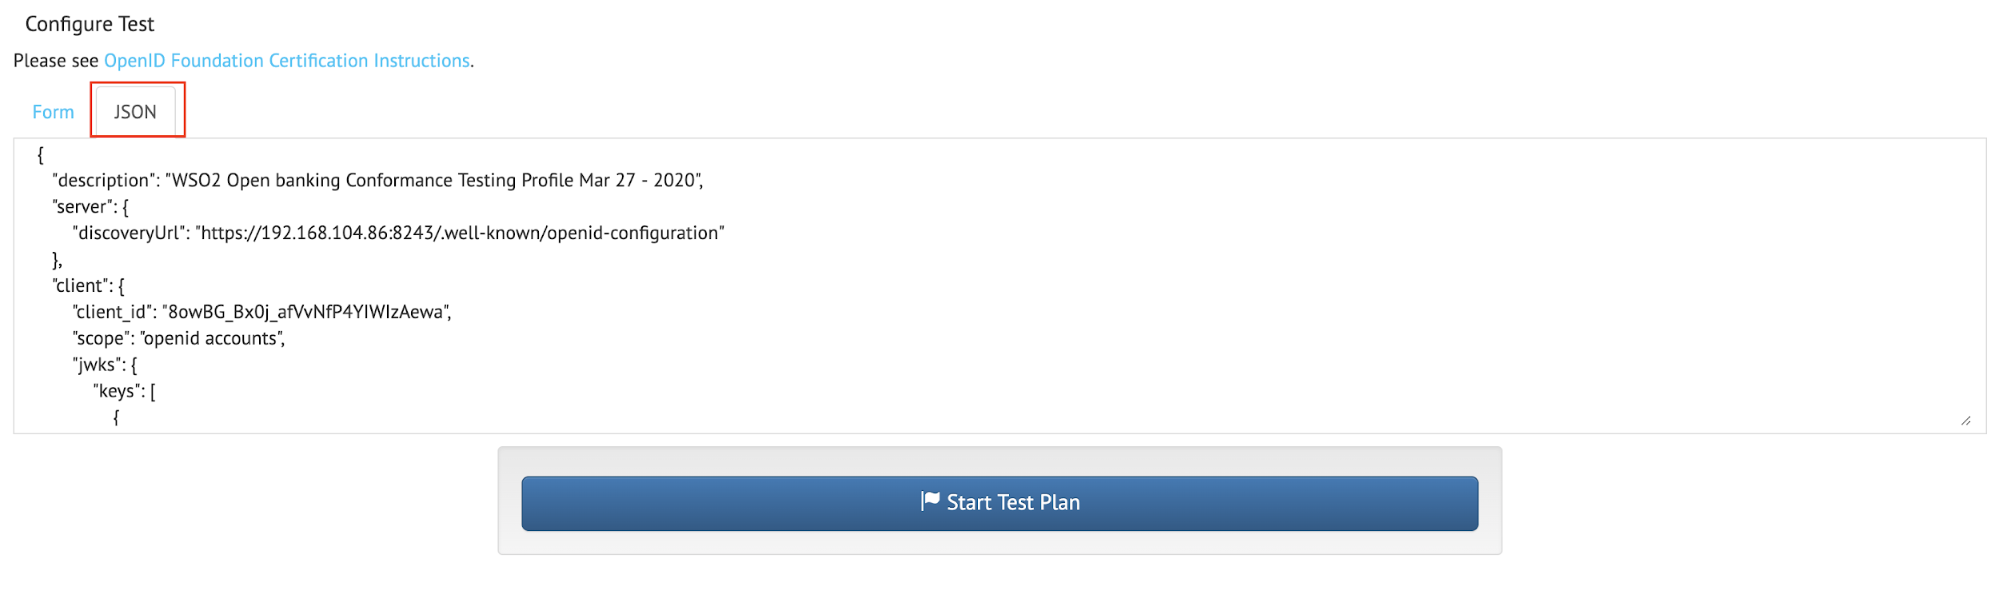 Configure Test
Please see OpenID Foundation Certification Instructions.
Form JSON
{
"description": "WSO2 Open banking Conformance Testing Profile Mar 27 - 2020",
"server": {
"discoveryUrl": "https://192.168.104.86:8243/.well-known/openid-configuration"
},
"client": {
"client_id": "8owBG_Bx0j_afVvNfP4YIWIzAewa",
"scope": "openid accounts",
"jwks": {
"keys": [
{
Start Test Plan